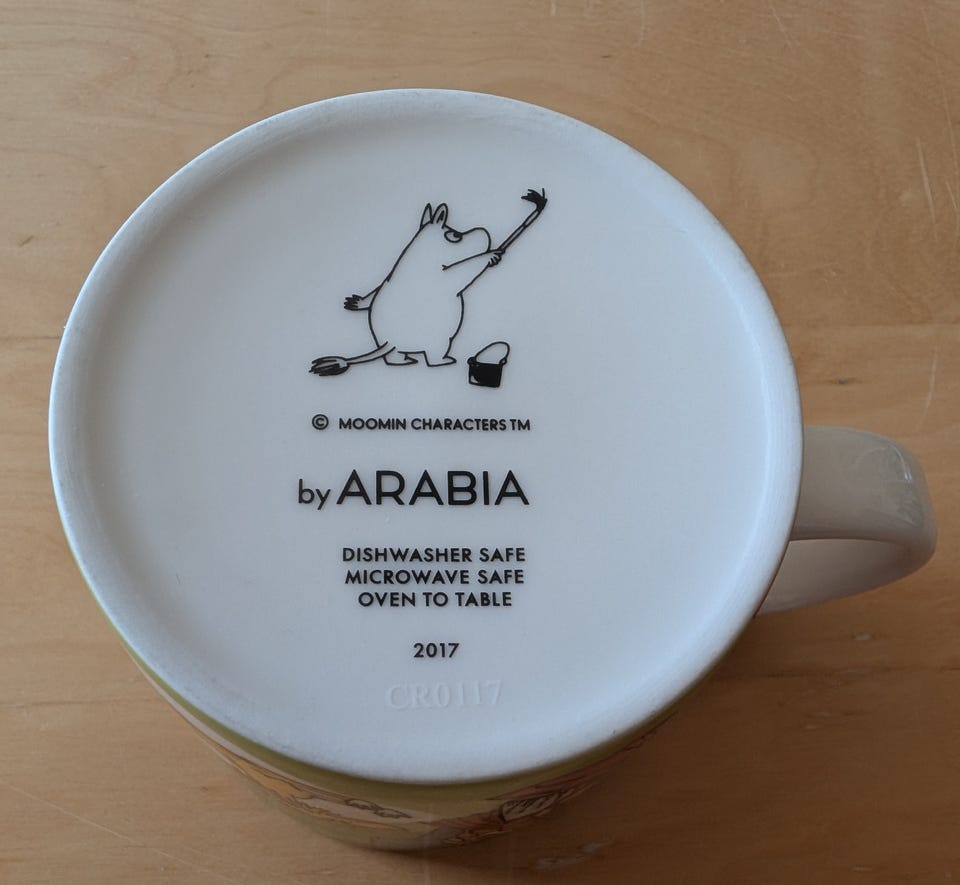 © MOOMIN CHARACTERS TM
by ARABIA
DISHWASHER SAFE
MICROWAVE SAFE
OVEN TO TABLE
2017
CR0117